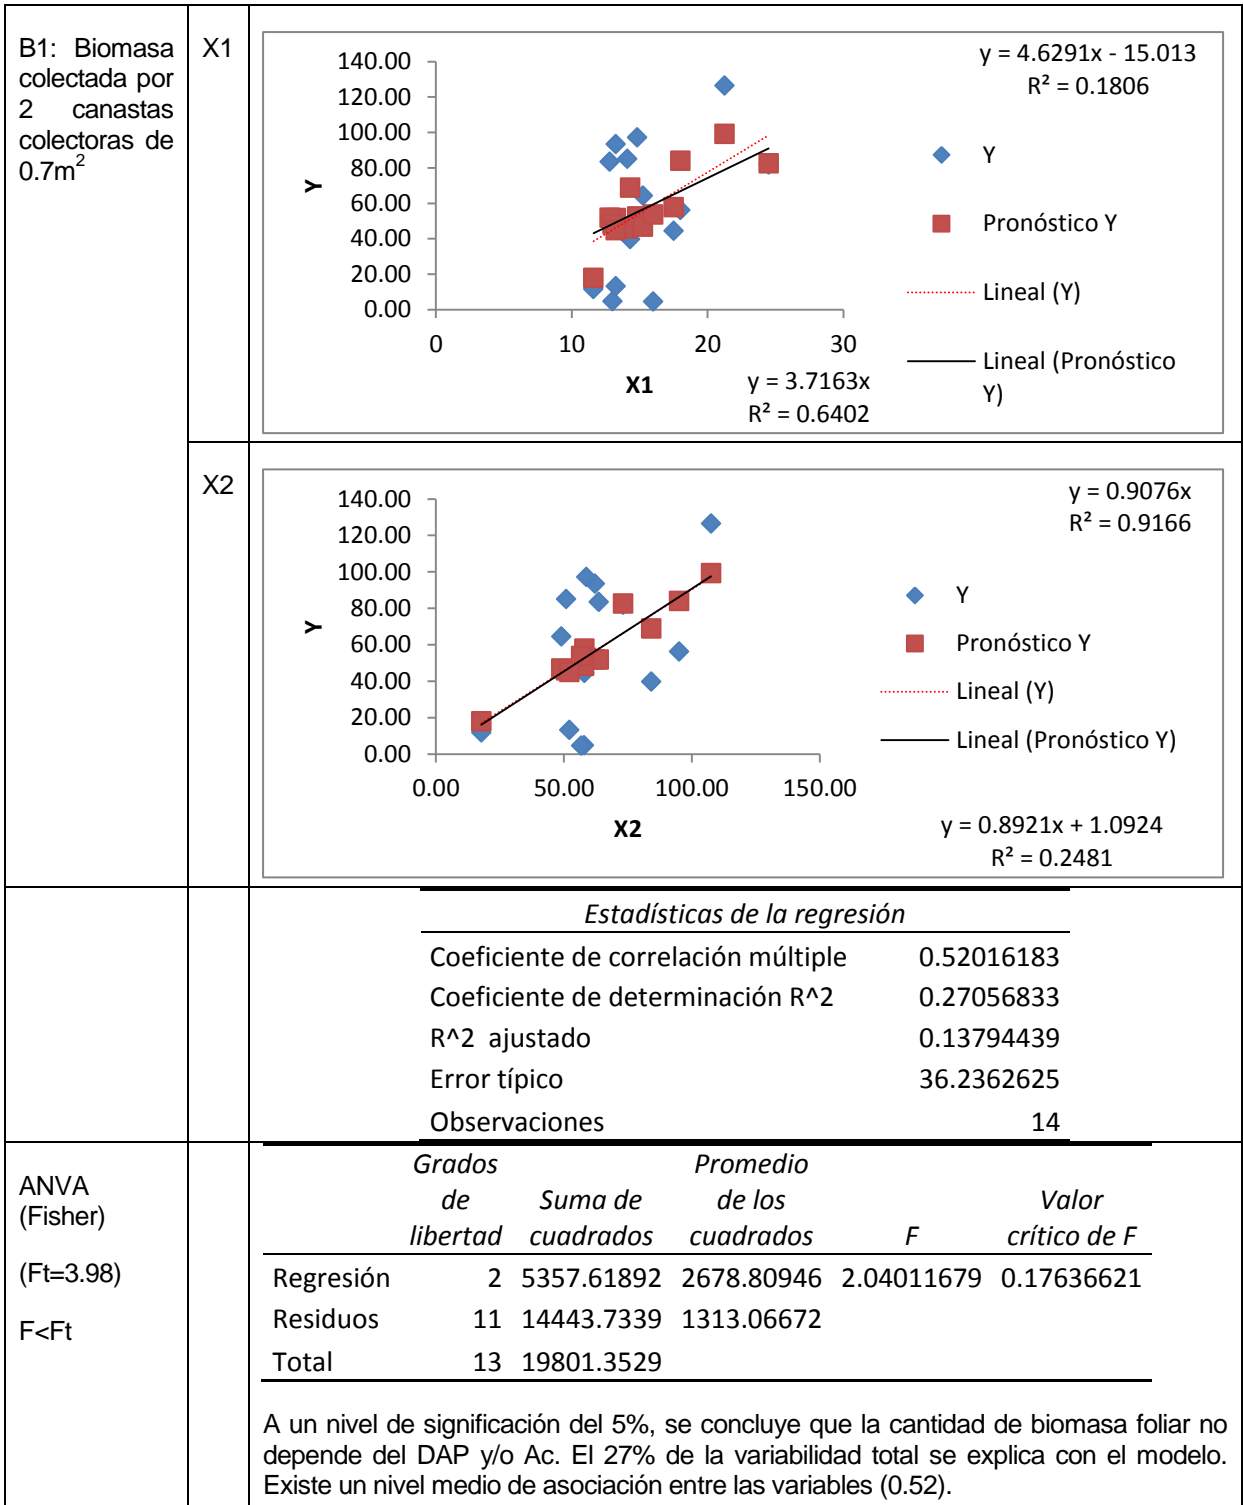 B1: Biomasa
colectada por
2 canastas
colectoras de
0.7m²
X1
140.00
120.00
100.00
80.00
60.00
40.00
20.00
0.00
Y
0
10
20
30
X1
y = 4.6291x - 15.013
R² = 0.1806
Y
Pronóstico Y
Lineal (Y)
Lineal (Pronóstico
Y)
y = 3.7163x
R² = 0.6402
X2
140.00
120.00
100.00
80.00
60.00
40.00
20.00
0.00
Y
0.00
50.00
100.00
150.00
X2
y = 0.9076x
R² = 0.9166
Y
Pronóstico Y
Lineal (Y)
Lineal (Pronóstico Y)
y = 0.8921x + 1.0924
R² = 0.2481
Estadísticas de la regresión
Coeficiente de correlación múltiple 0.52016183
Coeficiente de determinación R^2 0.27056833
R^2 ajustado 0.13794439
Error típico 36.2362625
Observaciones 14
ANVA
(Fisher)
(Ft=3.98)
F<Ft
Grados Promedio
de Suma de de los Valor
libertad cuadrados cuadrados F crítico de F
Regresión 2 5357.61892 2678.80946 2.04011679 0.17636621
Residuos 11 14443.7339 1313.06672
Total 13 19801.3529
A un nivel de significación del 5%, se concluye que la cantidad de biomasa foliar no
depende del DAP y/o Ac. El 27% de la variabilidad total se explica con el modelo.
Existe un nivel medio de asociación entre las variables (0.52).